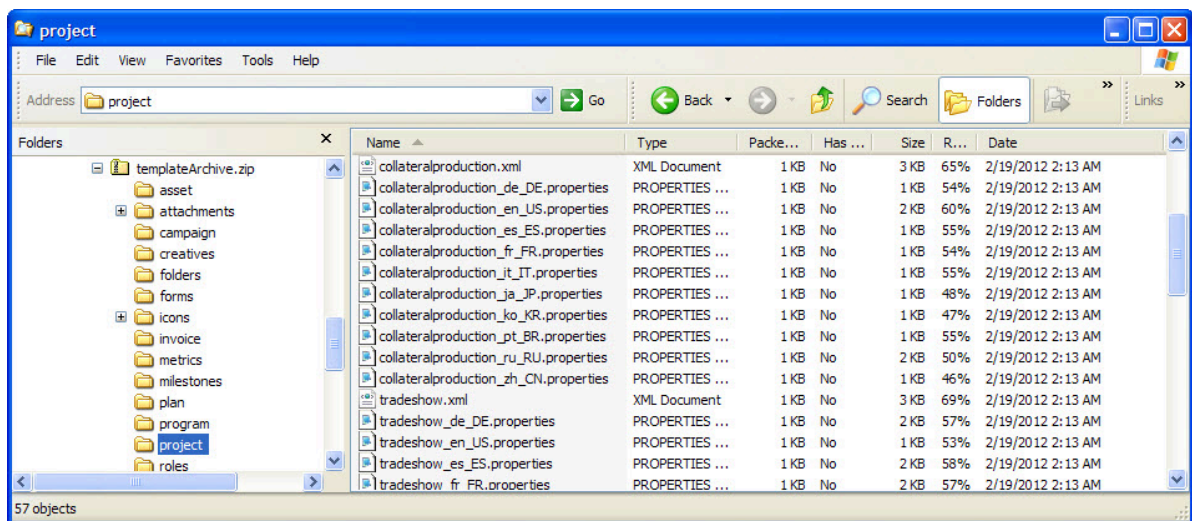 project
File Edit View Favorites Tools Help
Address project Go Back Search Folders » Links »
Folders
templateArchive.zip
asset
attachments
campaign
creatives
folders
forms
icons
invoice
metrics
milestones
plan
program
project
roles
Name Type Packe... Has ... Size R... Date
collateralproduction.xml XML Document 1 KB No 3 KB 65% 2/19/2012 2:13 AM
collateralproduction_de_DE.properties PROPERTIES ... 1 KB No 1 KB 54% 2/19/2012 2:13 AM
collateralproduction_en_US.properties PROPERTIES ... 1 KB No 2 KB 60% 2/19/2012 2:13 AM
collateralproduction_es_ES.properties PROPERTIES ... 1 KB No 1 KB 55% 2/19/2012 2:13 AM
collateralproduction_fr_FR.properties PROPERTIES ... 1 KB No 1 KB 54% 2/19/2012 2:13 AM
collateralproduction_it_IT.properties PROPERTIES ... 1 KB No 1 KB 55% 2/19/2012 2:13 AM
collateralproduction_ja_JP.properties PROPERTIES ... 1 KB No 1 KB 48% 2/19/2012 2:13 AM
collateralproduction_ko_KR.properties PROPERTIES ... 1 KB No 1 KB 47% 2/19/2012 2:13 AM
collateralproduction_pt_BR.properties PROPERTIES ... 1 KB No 1 KB 55% 2/19/2012 2:13 AM
collateralproduction_ru_RU.properties PROPERTIES ... 1 KB No 2 KB 50% 2/19/2012 2:13 AM
collateralproduction_zh_CN.properties PROPERTIES ... 1 KB No 1 KB 46% 2/19/2012 2:13 AM
tradeshow.xml XML Document 1 KB No 3 KB 69% 2/19/2012 2:13 AM
tradeshow_de_DE.properties PROPERTIES ... 1 KB No 2 KB 57% 2/19/2012 2:13 AM
tradeshow_en_US.properties PROPERTIES ... 1 KB No 1 KB 53% 2/19/2012 2:13 AM
tradeshow_es_ES.properties PROPERTIES ... 1 KB No 2 KB 58% 2/19/2012 2:13 AM
tradeshow_fr_FR.properties PROPERTIES ... 1 KB No 2 KB 57% 2/19/2012 2:13 AM
57 objects